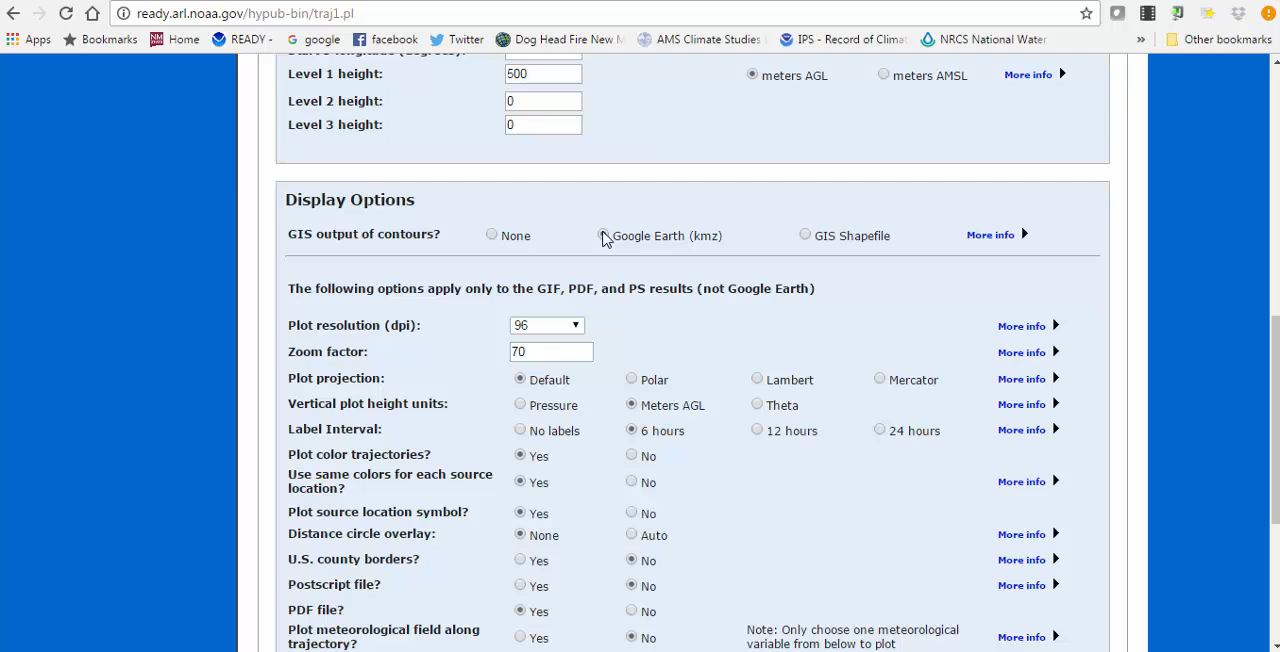 ready.arl.noaa.gov/hypub-bin/traj1.pl
Apps Bookmarks NM Home READY - G google facebook Twitter Dog Head Fire New M AMS Climate Studies IPS - Record of Climat NRCS National Water » Other bookmarks
Level 1 height: 500 meters AGL meters AMSL More info
Level 2 height: 0
Level 3 height: 0
Display Options
GIS output of contours? None Google Earth (kmz) GIS Shapefile More info
The following options apply only to the GIF, PDF, and PS results (not Google Earth)
Plot resolution (dpi): 96 More info
Zoom factor: 70 More info
Plot projection: Default Polar Lambert Mercator More info
Vertical plot height units: Pressure Meters AGL Theta More info
Label Interval: No labels 6 hours 12 hours 24 hours More info
Plot color trajectories? Yes No
Use same colors for each source
location? Yes No More info
Plot source location symbol? Yes No
Distance circle overlay: None Auto More info
U.S. county borders? Yes No More info
Postscript file? Yes No More info
PDF file? Yes No
Plot meteorological field along
trajectory? Yes No More info
Note: Only choose one meteorological
variable from below to plot